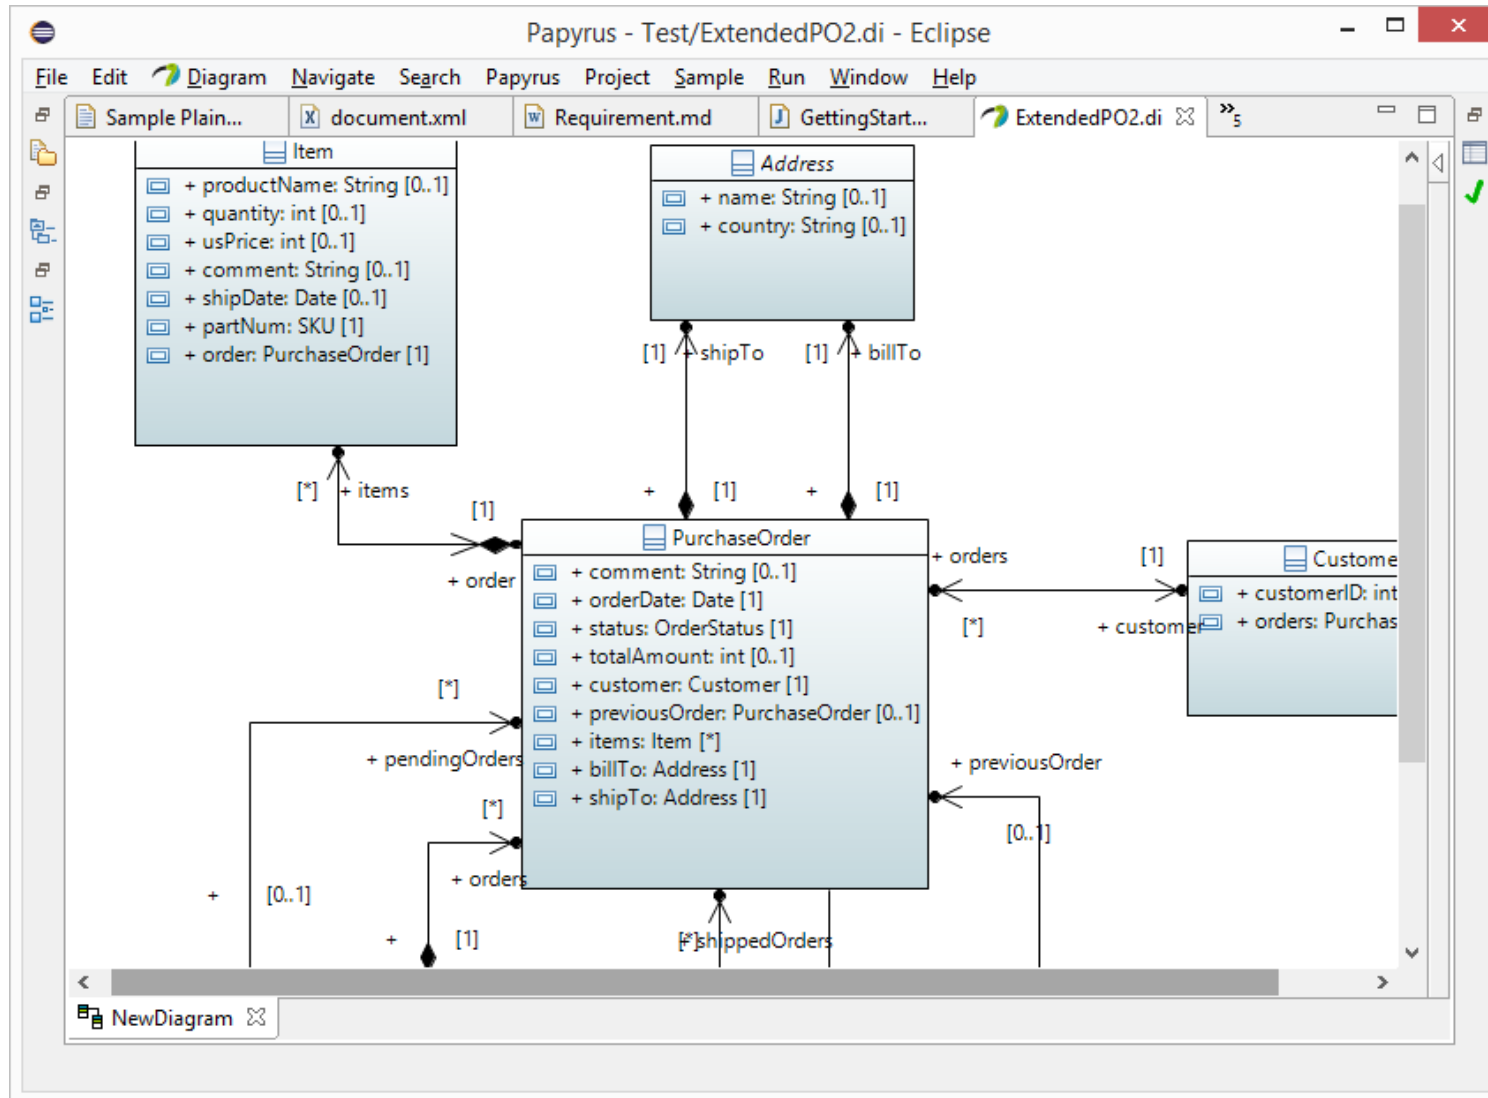 Papyrus - Test/ExtendedPO2.di - Eclipse
File Edit Diagram Navigate Search Papyrus Project Sample Run Window Help
Sample Plain... document.xml Requirement.md GettingStart... ExtendedPO2.di »5
Item
+ productName: String [0..1]
+ quantity: int [0..1]
+ usPrice: int [0..1]
+ comment: String [0..1]
+ shipDate: Date [0..1]
+ partNum: SKU [1]
+ order: PurchaseOrder [1]
Address
+ name: String [0..1]
+ country: String [0..1]
[1] + shipTo [1] + billTo
[*] + items
+ [1] + [1]
[1]
+ order
PurchaseOrder
+ comment: String [0..1]
+ orderDate: Date [1]
+ status: OrderStatus [1]
+ totalAmount: int [0..1]
+ customer: Customer [1]
+ previousOrder: PurchaseOrder [0..1]
+ items: Item [*]
+ billTo: Address [1]
+ shipTo: Address [1]
+ orders [1]
[*] + customer
Custome
+ customerID: int
+ orders: Purchas
[*]
+ pendingOrders
+ previousOrder
[*]
[0..1]
+ orders
+ [0..1]
+ [1]
[*] + shippedOrders
NewDiagram